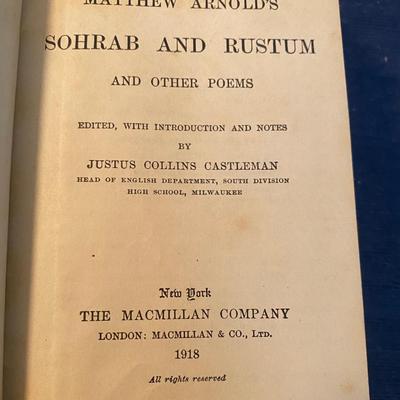 MATTHEW ARNOLD'S
SOHRAB AND RUSTUM
AND OTHER POEMS
EDITED, WITH INTRODUCTION AND NOTES
BY
JUSTUS COLLINS CASTLEMAN
HEAD OF ENGLISH DEPARTMENT, SOUTH DIVISION
HIGH SCHOOL, MILWAUKEE
New York
THE MACMILLAN COMPANY
LONDON: MACMILLAN & CO., LTD.
1918
All rights reserved